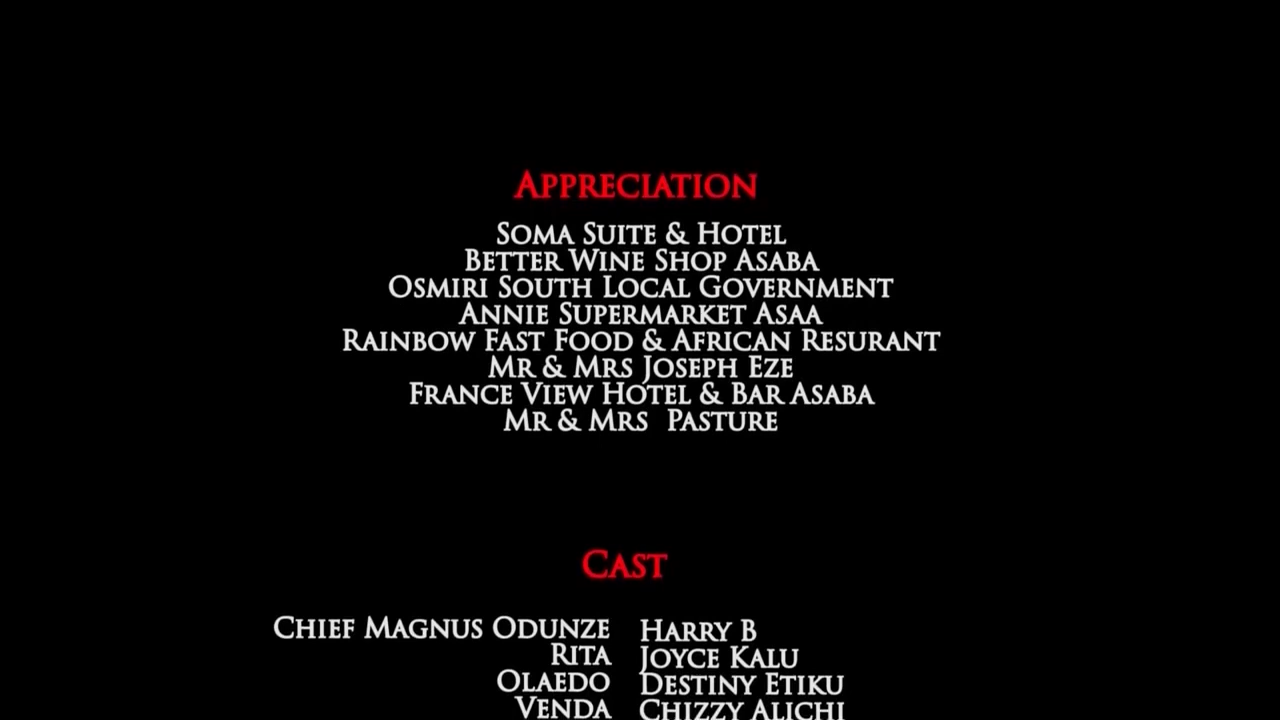 APPRECIATION
SOMA SUITE & HOTEL
BETTER WINE SHOP ASABA
OSMIRI SOUTH LOCAL GOVERNMENT
ANNIE SUPERMARKET ASAA
RAINBOW FAST FOOD & AFRICAN RESURANT
MR & MRS JOSEPH EZE
FRANCE VIEW HOTEL & BAR ASABA
MR & MRS PASTURE
CAST
CHIEF MAGNUS ODUNZE HARRY B
RITA JOYCE KALU
OLAEDO DESTINY ETIKU
VENDA CHIZZY ALICHI